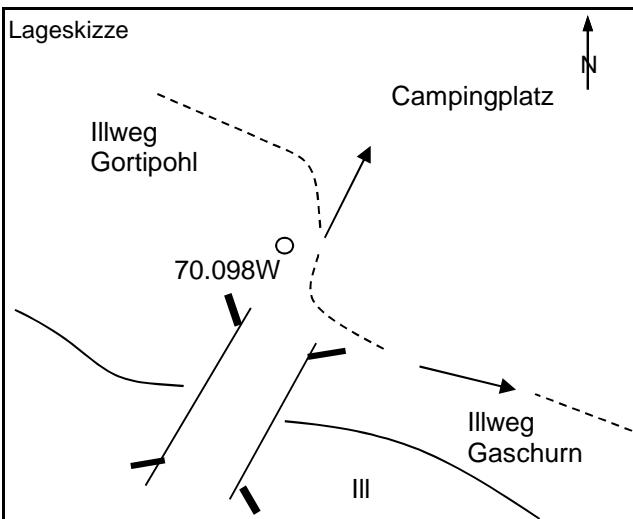 Lageskizze
N
Campingplatz
Illweg
Gortipohl
70.098W
Illweg
Gaschurn
Ill